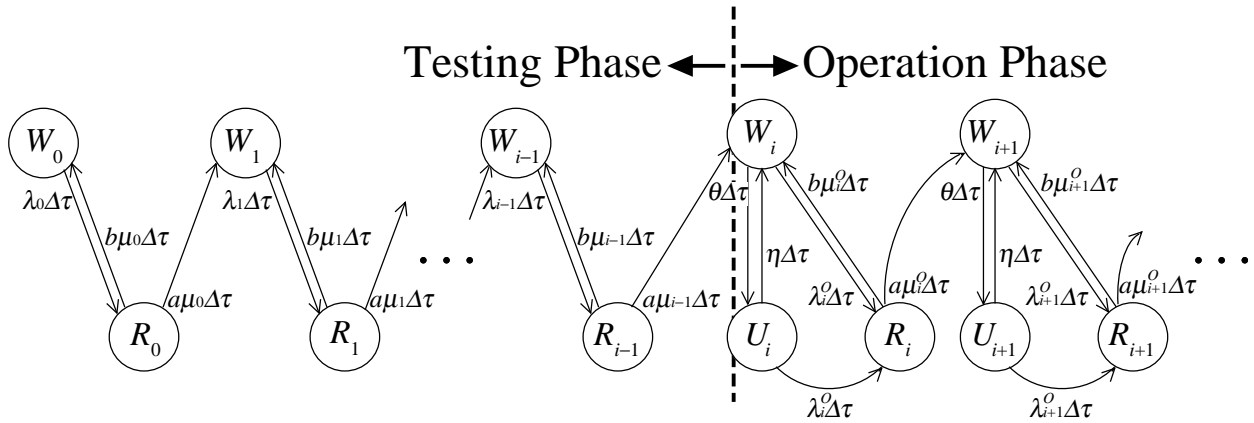 Testing Phase Operation Phase
W₀ W₁ Wᵢ₋₁ Wᵢ Wᵢ₊₁
λ₀Δτ λ₁Δτ λᵢ₋₁Δτ θΔτ bμᵢᴼΔτ θΔτ bμᵢ₊₁ᴼΔτ
bμ₀Δτ bμ₁Δτ ··· bμᵢ₋₁Δτ ηΔτ ηΔτ ···
aμ₀Δτ aμ₁Δτ aμᵢ₋₁Δτ λᵢᴼΔτ aμᵢᴼΔτ λᵢ₊₁ᴼΔτ aμᵢ₊₁ᴼΔτ
R₀ R₁ Rᵢ₋₁ Uᵢ Rᵢ Uᵢ₊₁ Rᵢ₊₁
λᵢᴼΔτ λᵢ₊₁ᴼΔτ